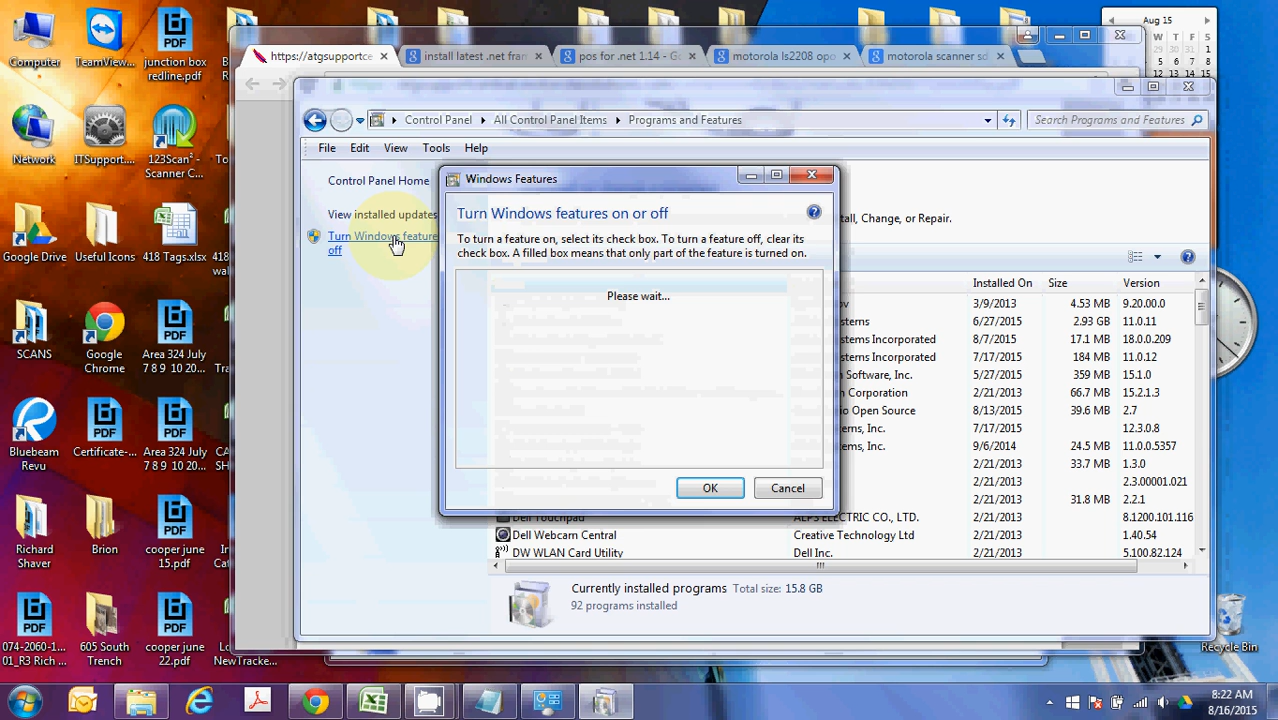 Computer
TeamView...
junction box
redline.pdf
Network
ITSupport....
123Scan² -
Scanner C...
Google Drive
Useful Icons
418 Tags.xlsx
SCANS
Google
Chrome
Area 324 July
7 8 9 10 20...
Bluebeam
Revu
Certificate-...
Area 324 July
7 8 9 10 20...
Richard
Shaver
Brion
cooper june
15.pdf
074-2060-1...
01_R3 Rich ...
605 South
Trench
cooper june
22.pdf
NewTracke...
https://atgsupportce
install latest .net fram
pos for .net 1.14 - Go
motorola ls2208 opo
motorola scanner sd
Aug 15
W T F S
1
5 6 7 8
12 13 14 15
Control Panel
All Control Panel Items
Programs and Features
Search Programs and Features
File Edit View Tools Help
Control Panel Home
View installed updates
Turn Windows feature
off
Windows Features
Turn Windows features on or off
To turn a feature on, select its check box. To turn a feature off, clear its
check box. A filled box means that only part of the feature is turned on.
Please wait...
OK
Cancel
tall, Change, or Repair.
Installed On Size Version
ov 3/9/2013 4.53 MB 9.20.00.0
stems 6/27/2015 2.93 GB 11.0.11
stems Incorporated 8/7/2015 17.1 MB 18.0.0.209
stems Incorporated 7/17/2015 184 MB 11.0.12
n Software, Inc. 5/27/2015 359 MB 15.1.0
n Corporation 2/21/2013 66.7 MB 15.2.1.3
io Open Source 8/13/2015 39.6 MB 2.7
ems, Inc. 7/17/2015 12.3.0.8
ems, Inc. 9/6/2014 24.5 MB 11.0.0.5357
2/21/2013 33.7 MB 1.3.0
2/21/2013 2.3.00001.021
2/21/2013 31.8 MB 2.2.1
Dell Touchpad ALPS ELECTRIC CO., LTD. 2/21/2013 8.1200.101.116
Dell Webcam Central Creative Technology Ltd 2/21/2013 1.40.54
DW WLAN Card Utility Dell Inc. 2/21/2013 5.100.82.124
Currently installed programs Total size: 15.8 GB
92 programs installed
Recycle Bin
8:22 AM
8/16/2015